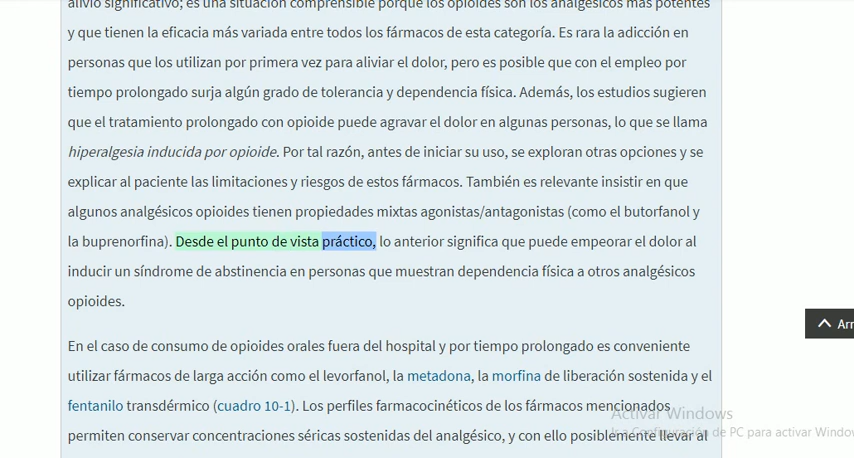 alivio significativo; es una situación comprensible porque los opioides son los analgésicos más potentes
y que tienen la eficacia más variada entre todos los fármacos de esta categoría. Es rara la adicción en
personas que los utilizan por primera vez para aliviar el dolor, pero es posible que con el empleo por
tiempo prolongado surja algún grado de tolerancia y dependencia física. Además, los estudios sugieren
que el tratamiento prolongado con opioide puede agravar el dolor en algunas personas, lo que se llama
hiperalgesia inducida por opioide. Por tal razón, antes de iniciar su uso, se exploran otras opciones y se
explicar al paciente las limitaciones y riesgos de estos fármacos. También es relevante insistir en que
algunos analgésicos opioides tienen propiedades mixtas agonistas/antagonistas (como el butorfanol y
la buprenorfina). Desde el punto de vista práctico, lo anterior significa que puede empeorar el dolor al
inducir un síndrome de abstinencia en personas que muestran dependencia física a otros analgésicos
opioides.
Arr
En el caso de consumo de opioides orales fuera del hospital y por tiempo prolongado es conveniente
utilizar fármacos de larga acción como el levorfanol, la metadona, la morfina de liberación sostenida y el
fentanilo transdérmico (cuadro 10-1). Los perfiles farmacocinéticos de los fármacos mencionados
permiten conservar concentraciones séricas sostenidas del analgésico, y con ello posiblemente llevar al
Activar Windows
Ir a Configuración de PC para activar Window